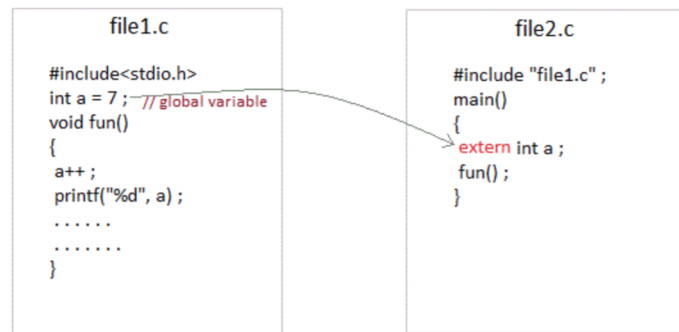 file1.c
#include<stdio.h>
int a = 7 ; // global variable
void fun()
{
a++ ;
printf("%d", a) ;
. . . . . .
. . . . . . .
}
file2.c
#include "file1.c" ;
main()
{
extern int a ;
fun() ;
}